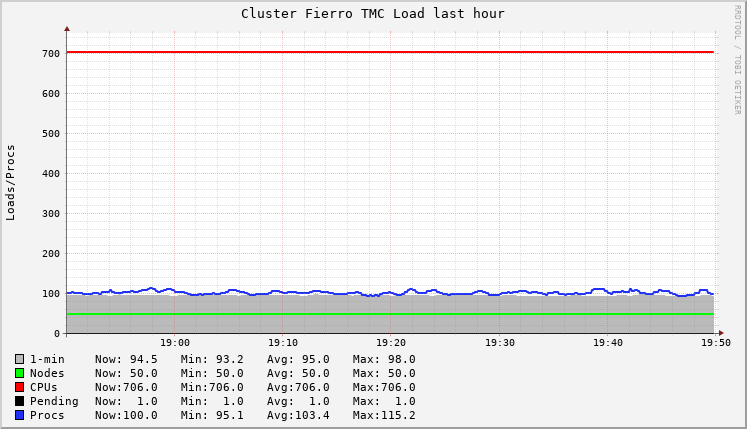 Cluster Fierro TMC Load last hour
RRDTOOL / TOBI OETIKER
Loads/Procs
700
600
500
400
300
200
100
0
19:00 19:10 19:20 19:30 19:40 19:50
1-min Now: 94.5 Min: 93.2 Avg: 95.0 Max: 98.0
Nodes Now: 50.0 Min: 50.0 Avg: 50.0 Max: 50.0
CPUs Now:706.0 Min:706.0 Avg:706.0 Max:706.0
Pending Now: 1.0 Min: 1.0 Avg: 1.0 Max: 1.0
Procs Now:100.0 Min: 95.1 Avg:103.4 Max:115.2